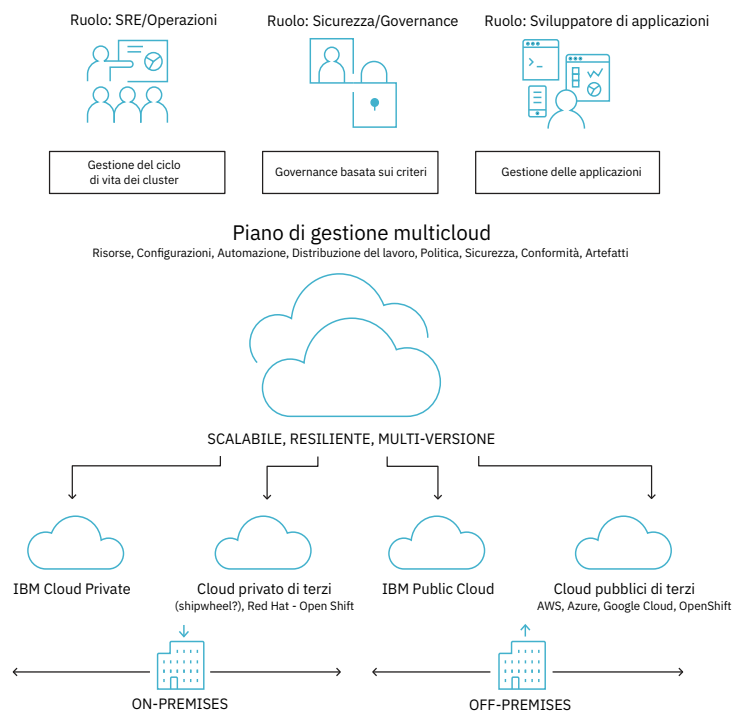 Ruolo: SRE/Operazioni
Ruolo: Sicurezza/Governance
Ruolo: Sviluppatore di applicazioni
Gestione del ciclo
di vita dei cluster
Governance basata sui criteri
Gestione delle applicazioni
Piano di gestione multicloud
Risorse, Configurazioni, Automazione, Distribuzione del lavoro, Politica, Sicurezza, Conformità, Artefatti
SCALABILE, RESILIENTE, MULTI-VERSIONE
IBM Cloud Private
Cloud privato di terzi
(shipwheel?), Red Hat - Open Shift
IBM Public Cloud
Cloud pubblici di terzi
AWS, Azure, Google Cloud, OpenShift
ON-PREMISES
OFF-PREMISES